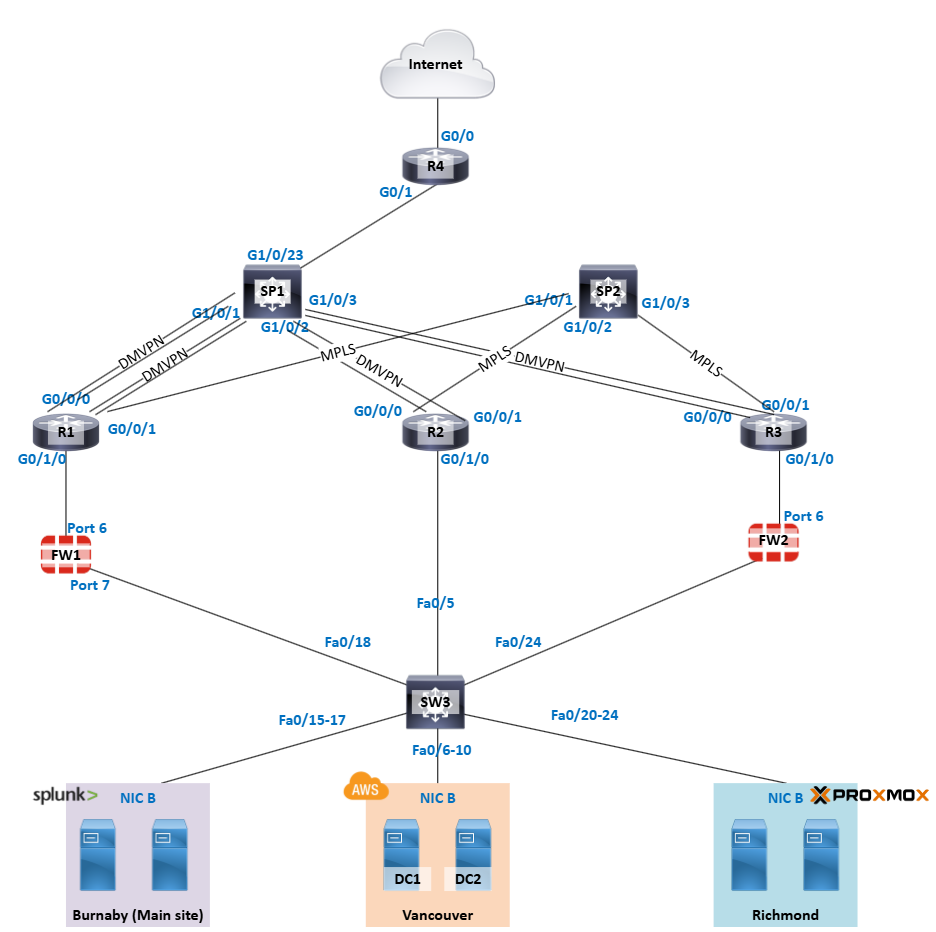 Internet
G0/0
R4
G0/1
G1/0/23
SP1
SP2
G1/0/1
G1/0/3
G1/0/2
G1/0/1
G1/0/3
G1/0/2
DMVPN
DMVPN
MPLS
DMVPN
MPLS
DMVPN
MPLS
G0/0/0
R1
G0/0/1
G0/1/0
G0/0/0
R2
G0/0/1
G0/1/0
G0/0/0
G0/0/1
R3
G0/1/0
Port 6
FW1
Port 7
Port 6
FW2
Fa0/5
Fa0/18
Fa0/24
SW3
Fa0/15-17
Fa0/6-10
Fa0/20-24
splunk>
NIC B
AWS
NIC B
NIC B
PROXMOX
DC1
DC2
Burnaby (Main site)
Vancouver
Richmond